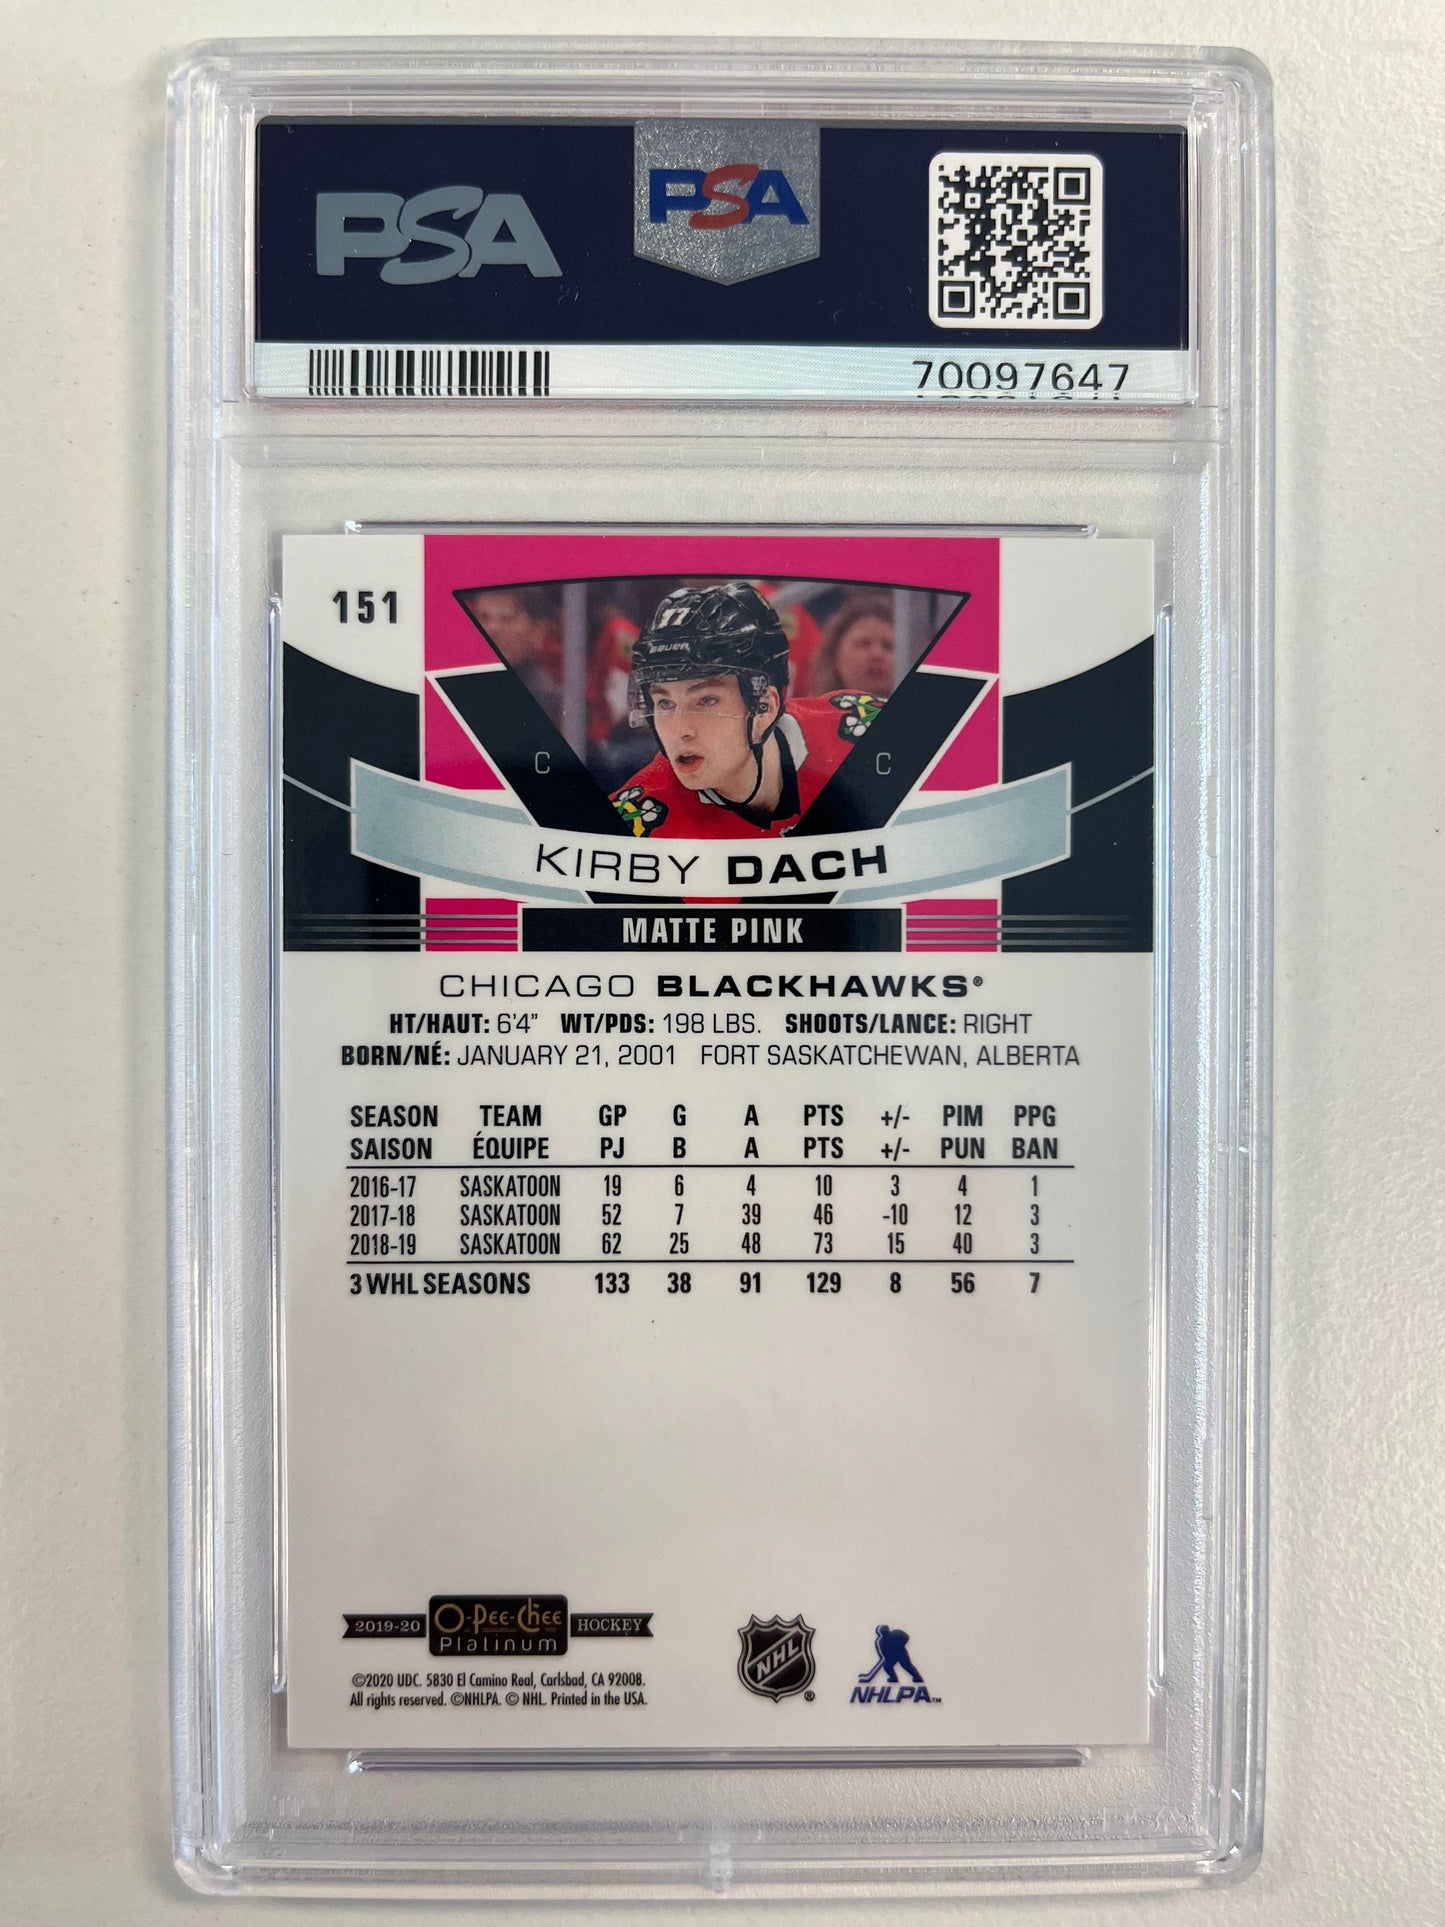 PSA
PSA
70097647
151
77
BAUER
C
C
KIRBY DACH
MATTE PINK
CHICAGO BLACKHAWKS®
HT/HAUT: 6'4" WT/PDS: 198 LBS. SHOOTS/LANCE: RIGHT
BORN/NÉ: JANUARY 21, 2001 FORT SASKATCHEWAN, ALBERTA
SEASON TEAM GP G A PTS +/- PIM PPG
SAISON ÉQUIPE PJ B A PTS +/- PUN BAN
2016-17 SASKATOON 19 6 4 10 3 4 1
2017-18 SASKATOON 52 7 39 46 -10 12 3
2018-19 SASKATOON 62 25 48 73 15 40 3
3 WHL SEASONS 133 38 91 129 8 56 7
2019-20 O-Pee-Chee HOCKEY
Platinum
©2020 UDC. 5830 El Camino Real, Carlsbad, CA 92008.
All rights reserved. ©NHLPA. © NHL. Printed in the USA.
NHL®
NHLPA™